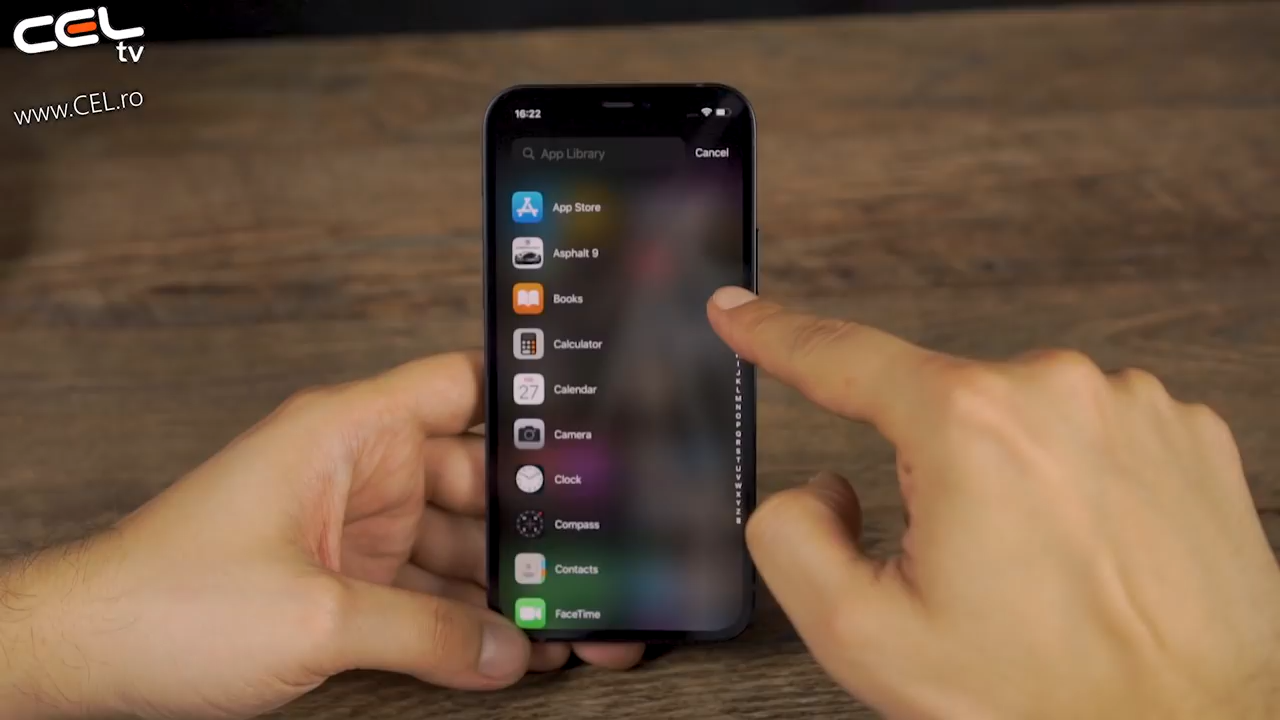 CEL
tv
www.CEL.ro
16:22
App Library
Cancel
App Store
Asphalt 9
Books
Calculator
27
Calendar
Camera
Clock
Compass
Contacts
FaceTime
J
K
L
M
N
O
P
Q
R
S
T
U
V
W
X
Y
Z
#